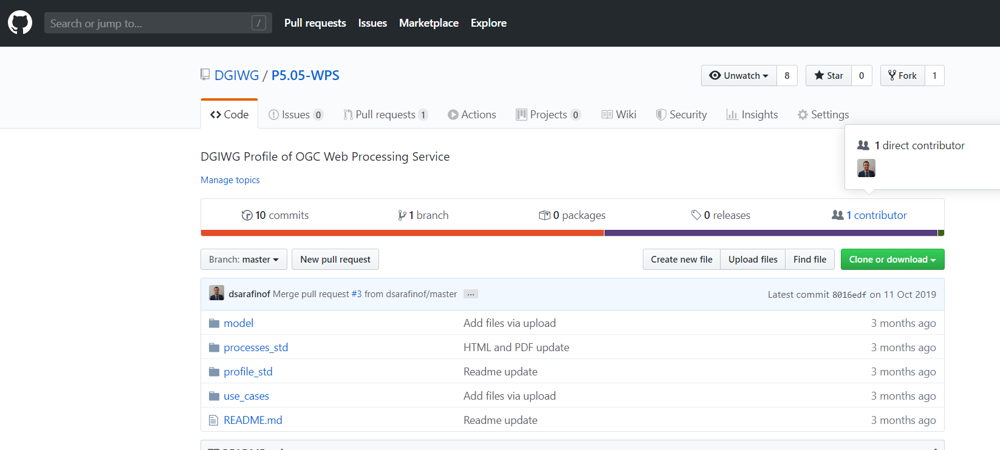 Search or jump to... / Pull requests Issues Marketplace Explore
DGIWG / P5.05-WPS Unwatch 8 Star 0 Fork 1
Code Issues 0 Pull requests 1 Actions Projects 0 Wiki Security Insights Settings
1 direct contributor
DGIWG Profile of OGC Web Processing Service
Manage topics
10 commits 1 branch 0 packages 0 releases 1 contributor
Branch: master New pull request Create new file Upload files Find file Clone or download
dsarafinof Merge pull request #3 from dsarafinof/master ... Latest commit 8016edf on 11 Oct 2019
model Add files via upload 3 months ago
processes_std HTML and PDF update 3 months ago
profile_std Readme update 3 months ago
use_cases Add files via upload 3 months ago
README.md Readme update 3 months ago